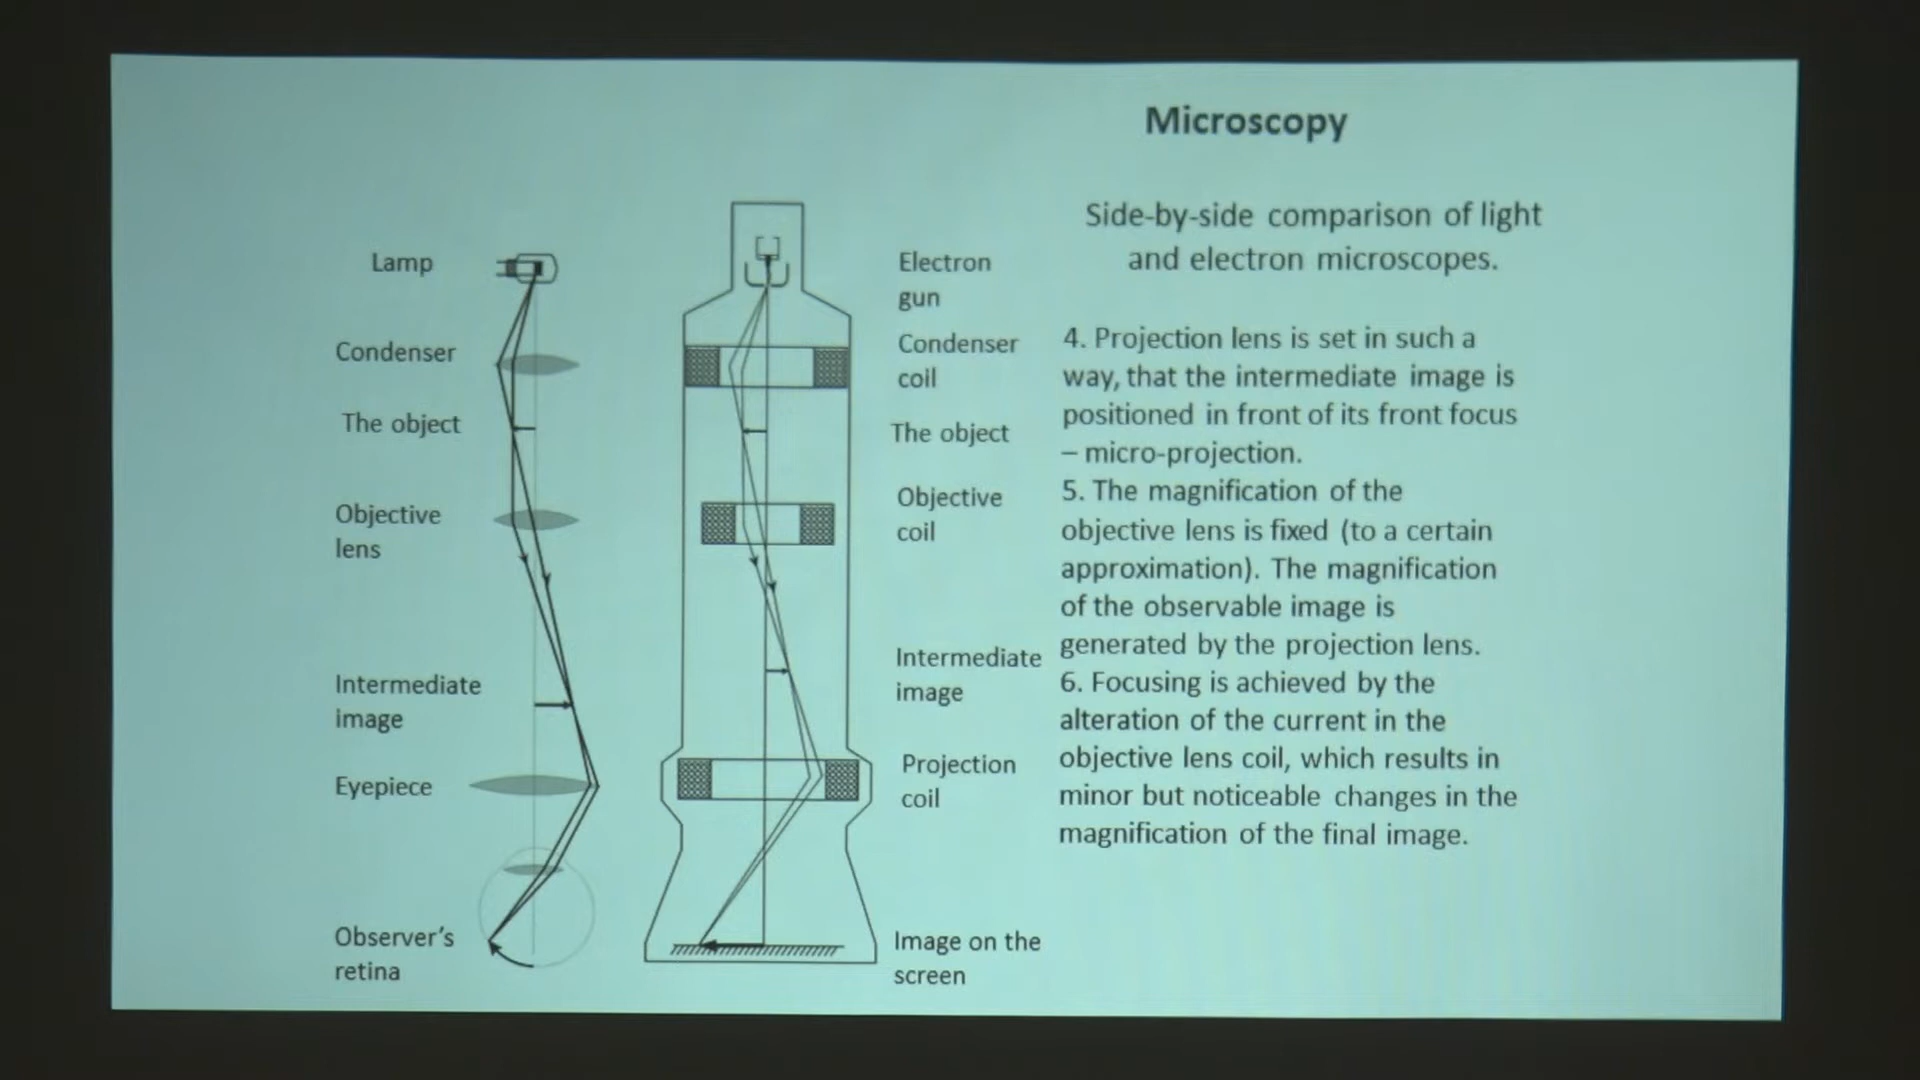 Microscopy
Side-by-side comparison of light
and electron microscopes.
Lamp
Condenser
The object
Objective
lens
Intermediate
image
Eyepiece
Observer's
retina
Electron
gun
Condenser
coil
The object
Objective
coil
Intermediate
image
Projection
coil
Image on the
screen
4. Projection lens is set in such a
way, that the intermediate image is
positioned in front of its front focus
– micro-projection.
5. The magnification of the
objective lens is fixed (to a certain
approximation). The magnification
of the observable image is
generated by the projection lens.
6. Focusing is achieved by the
alteration of the current in the
objective lens coil, which results in
minor but noticeable changes in the
magnification of the final image.